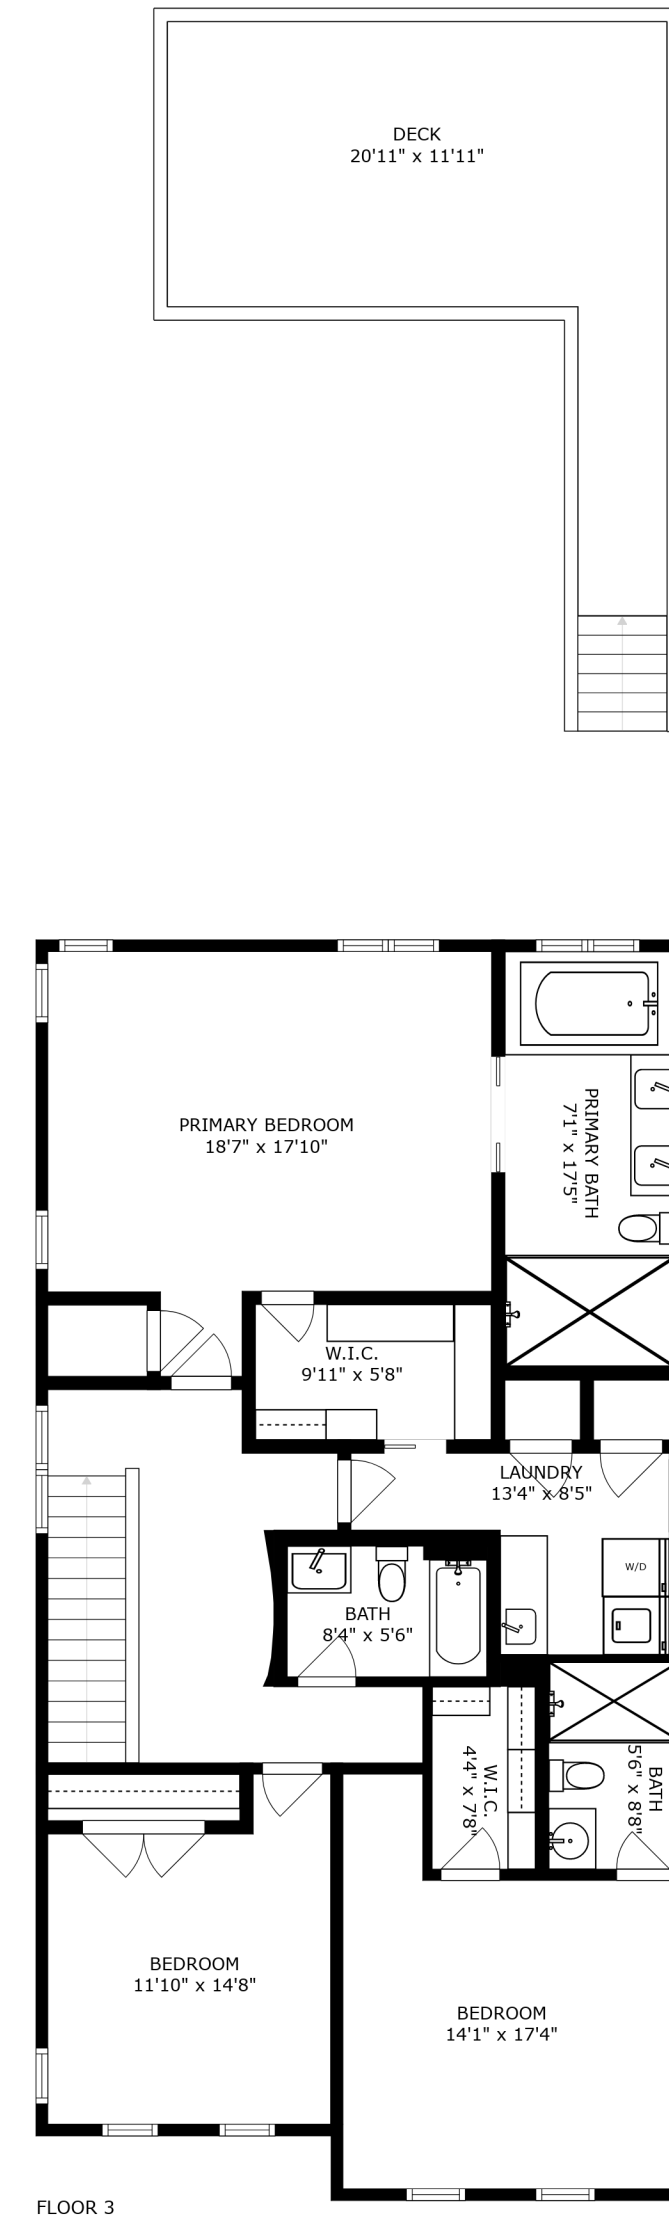 DECK
20'11" x 11'11"
PRIMARY BEDROOM
18'7" x 17'10"
PRIMARY BATH
7'1" x 17'5"
W.I.C.
9'11" x 5'8"
LAUNDRY
13'4" x 8'5"
W/D
BATH
8'4" x 5'6"
W.I.C.
4'4" x 7'8"
BATH
5'6" x 8'8"
BEDROOM
11'10" x 14'8"
BEDROOM
14'1" x 17'4"
FLOOR 3